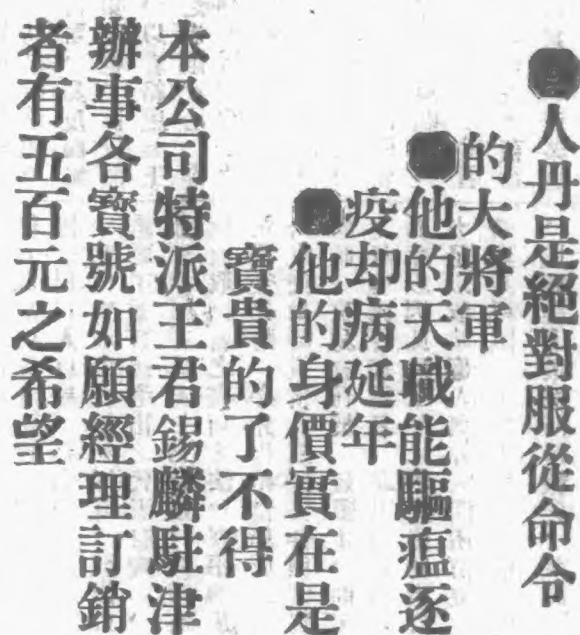 ●人丹是絕對服從命令
的大將軍
●他的天職能驅瘟逐
疫却病延年
●他的身價實在是
寶貴的了不得
本公司特派王君錫麟駐津
辦事各寶號如願經理訂銷
者有五百元之希望